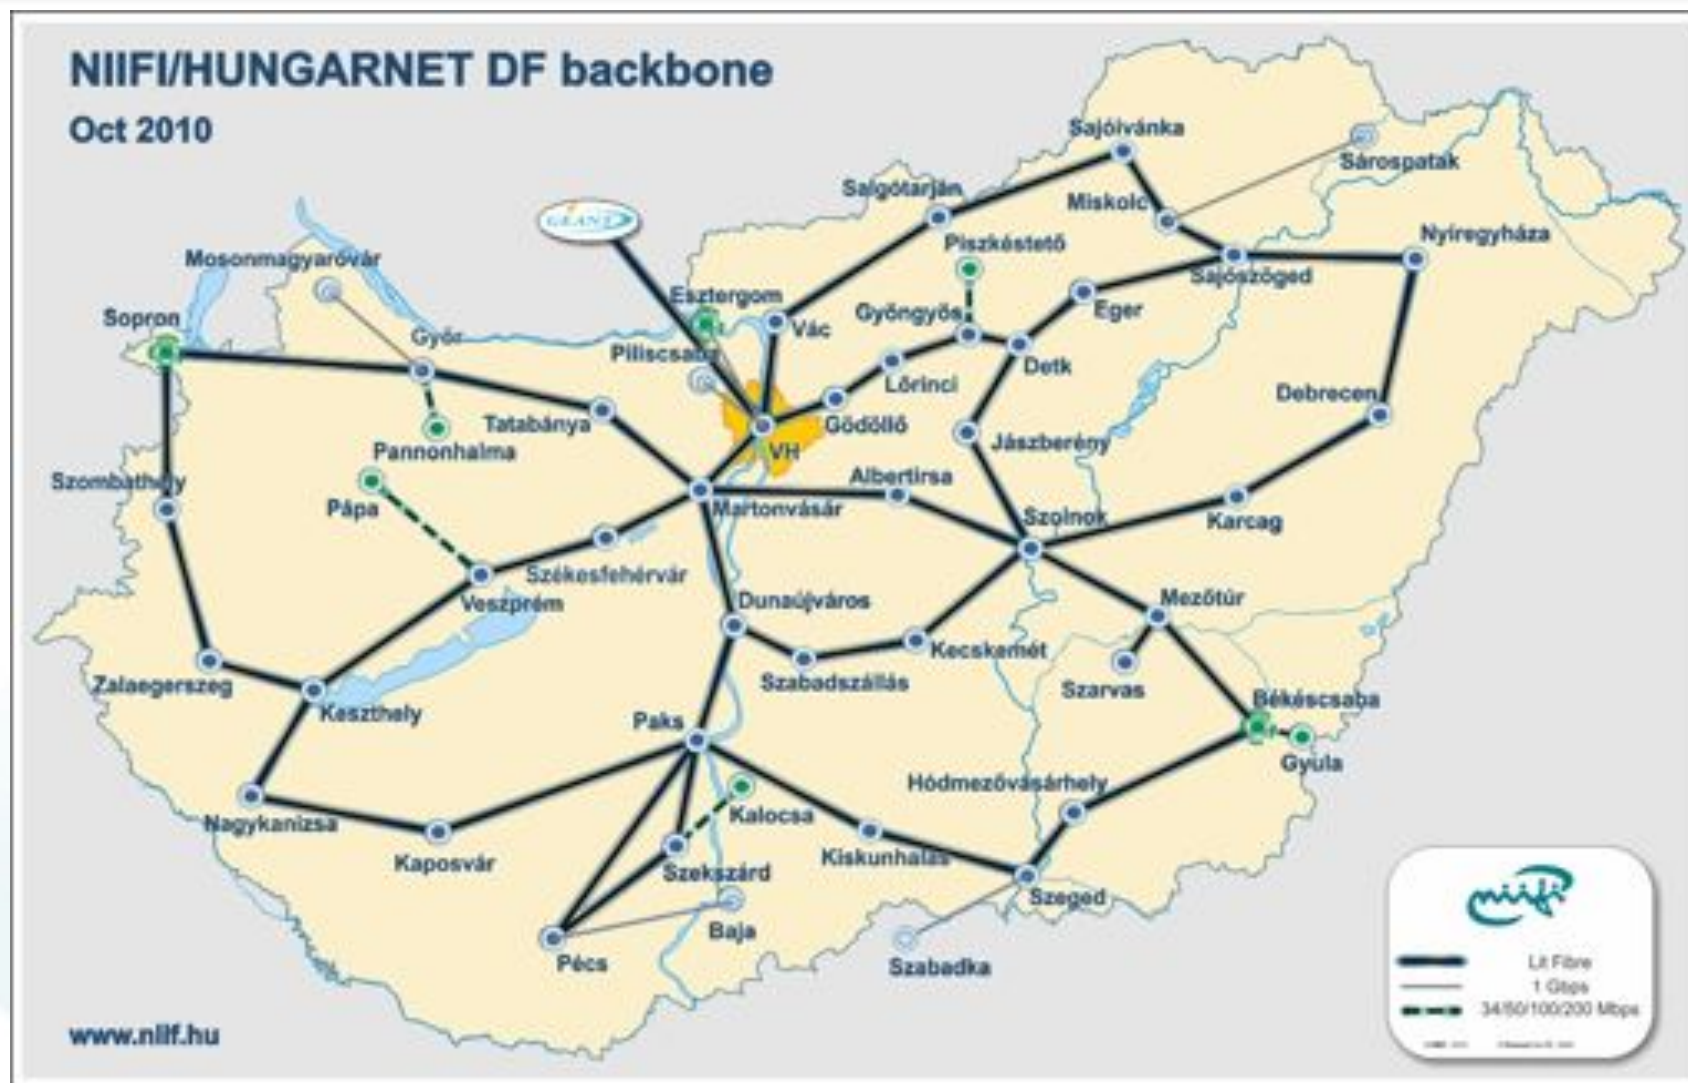 NIIFI/HUNGARNET DF backbone
Oct 2010
Sajóivánka
Sárospatak
Salgótarján
Miskolc
GEANT
Piszkéstető
Nyíregyháza
Mosonmagyaróvár
Sajószöged
Esztergom
Sopron
Győr
Vác
Gyöngyös
Eger
Piliscsaba
Detk
Lőrinci
Debrecen
Tatabánya
Gödöllő
Pannonhalma
VH
Jászberény
Szombathely
Albertirsa
Pápa
Martonvásár
Szolnok
Karcag
Székesfehérvár
Veszprém
Dunaújváros
Mezőtúr
Kecskemét
Zalaegerszeg
Szabadszállás
Szarvas
Keszthely
Paks
Békéscsaba
Gyula
Hódmezővásárhely
Nagykanizsa
Kalocsa
Kaposvár
Kiskunhalas
Szekszárd
Szeged
Baja
Pécs
Szabadka
niifi
Lit Fibre
1 Gbps
34/50/100/200 Mbps
www.niif.hu